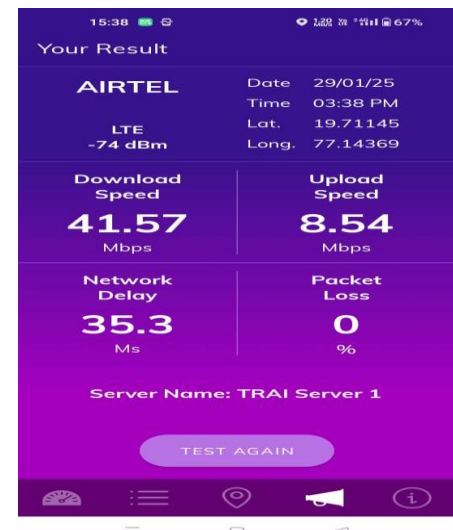 15:38 67%
Your Result
AIRTEL
LTE
-74 dBm
Date 29/01/25
Time 03:38 PM
Lat. 19.71145
Long. 77.14369
Download Speed
41.57
Mbps
Upload Speed
8.54
Mbps
Network Delay
35.3
Ms
Packet Loss
0
%
Server Name: TRAI Server 1
TEST AGAIN